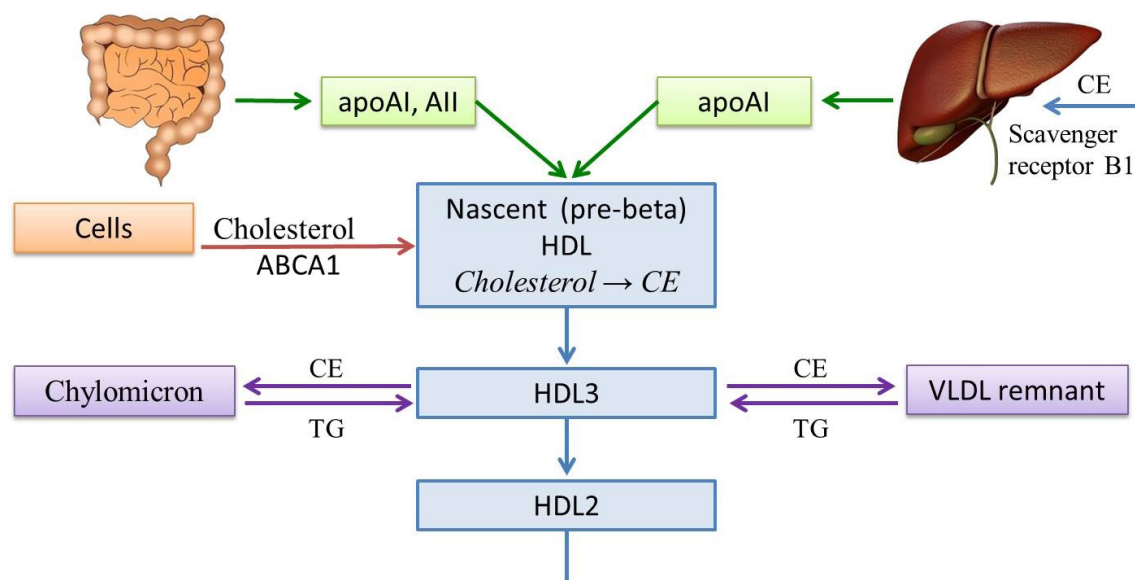 apoAI, AII
apoAI
CE
Scavenger
receptor B1
Cells
Cholesterol
ABCA1
Nascent (pre-beta)
HDL
Cholesterol → CE
Chylomicron
CE
TG
HDL3
CE
TG
VLDL remnant
HDL2